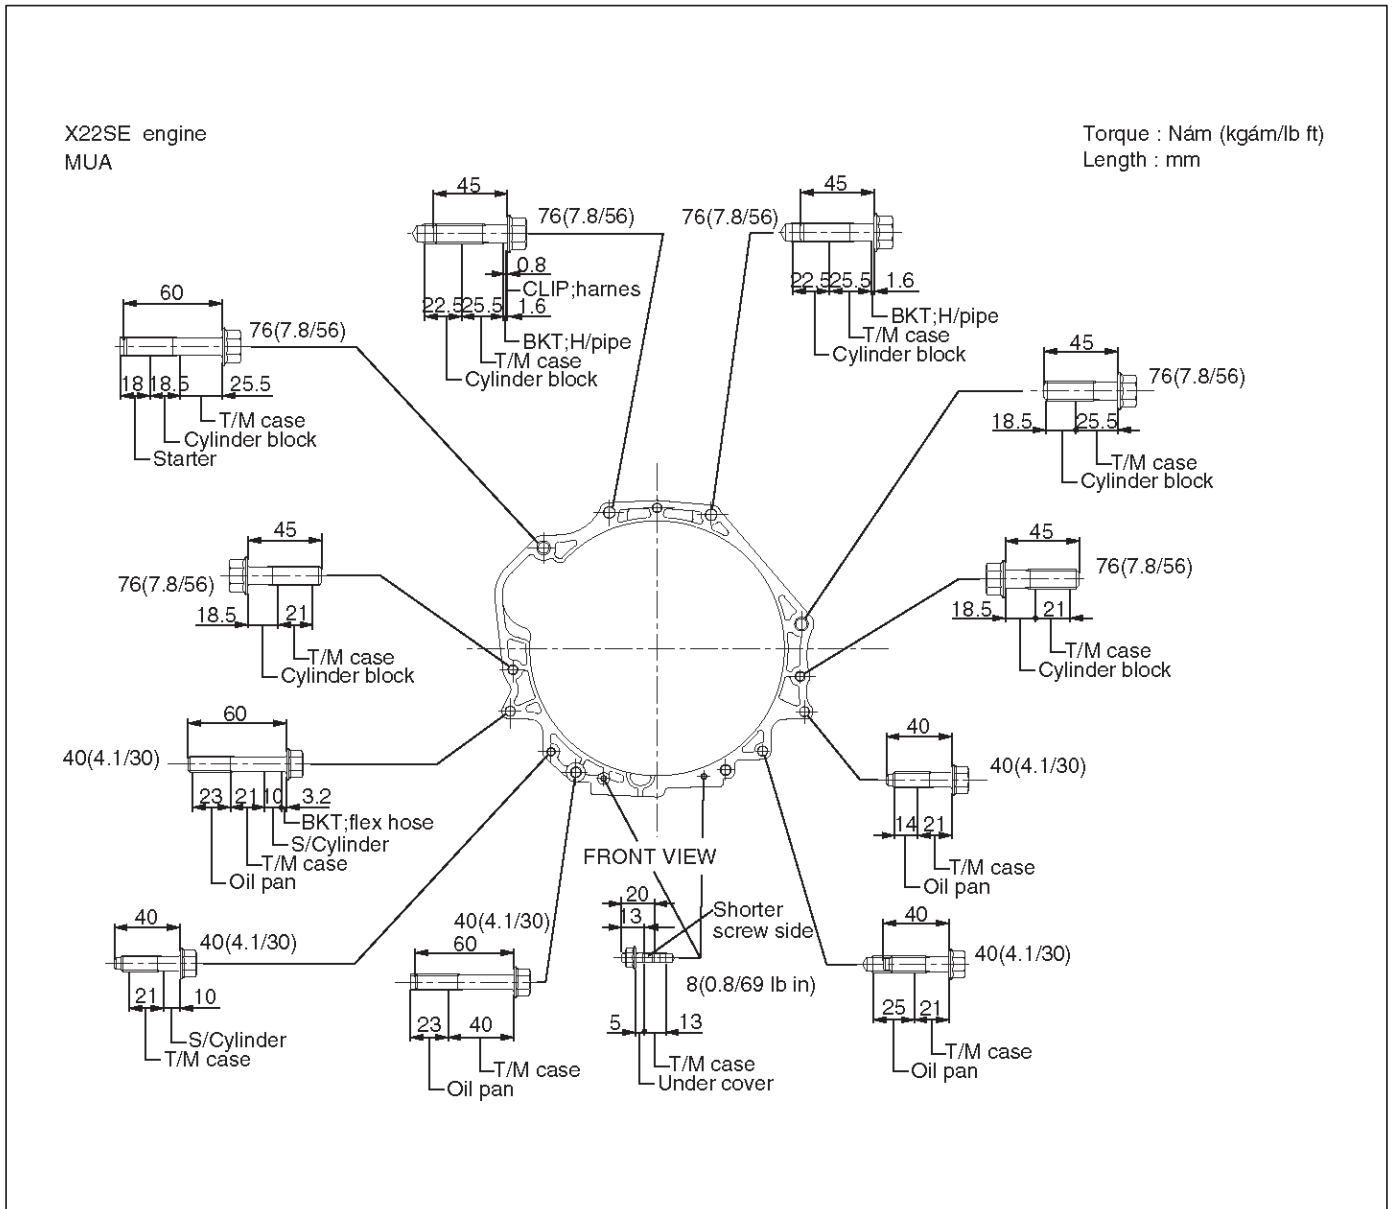 X22SE engine
MUA
Torque : Nám (kgám/lb ft)
Length : mm
45
76(7.8/56)
0.8
CLIP;harnes
22.5 25.5 1.6
BKT;H/pipe
T/M case
Cylinder block
45
76(7.8/56)
22.5 25.5 1.6
BKT;H/pipe
T/M case
Cylinder block
60
76(7.8/56)
18 18.5 25.5
T/M case
Cylinder block
Starter
45
76(7.8/56)
18.5 25.5
T/M case
Cylinder block
45
76(7.8/56)
18.5 21
T/M case
Cylinder block
45
76(7.8/56)
18.5 21
T/M case
Cylinder block
60
40(4.1/30)
23 21 10 3.2
BKT;flex hose
S/Cylinder
T/M case
Oil pan
40
40(4.1/30)
14 21
T/M case
Oil pan
FRONT VIEW
40
40(4.1/30)
21 10
S/Cylinder
T/M case
40(4.1/30)
60
23 40
T/M case
Oil pan
20
13
Shorter
screw side
8(0.8/69 lb in)
5 13
T/M case
Under cover
40
40(4.1/30)
25 21
T/M case
Oil pan